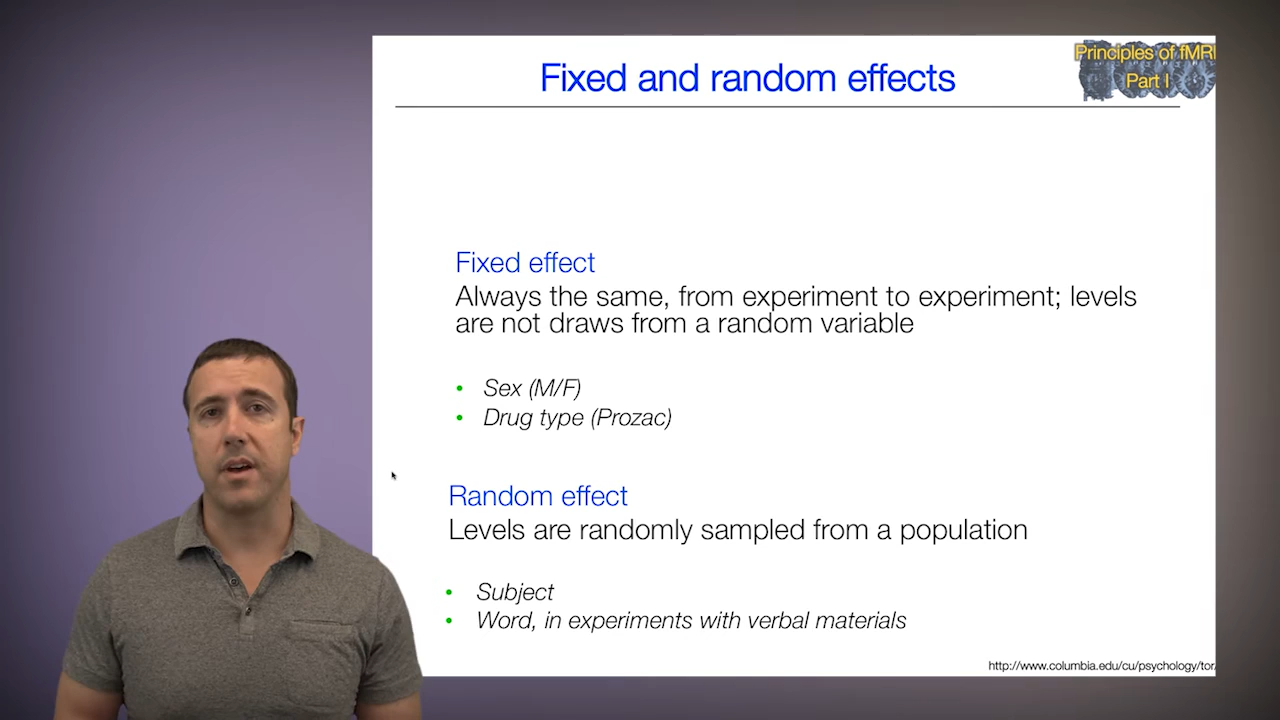 Fixed and random effects
Principles of fMRI
Part I
Fixed effect
Always the same, from experiment to experiment; levels
are not draws from a random variable
• Sex (M/F)
• Drug type (Prozac)
Random effect
Levels are randomly sampled from a population
• Subject
• Word, in experiments with verbal materials
http://www.columbia.edu/cu/psychology/tor/